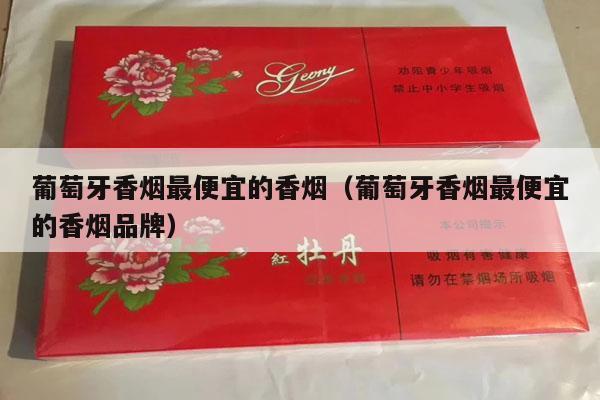 Geony
劝阻青少年吸烟
禁止中小学生吸烟
葡萄牙香烟最便宜的香烟（葡萄牙香烟最便宜
的香烟品牌）
本公司提示
吸烟有害健康
请勿在禁烟场所吸烟
紅 牡丹